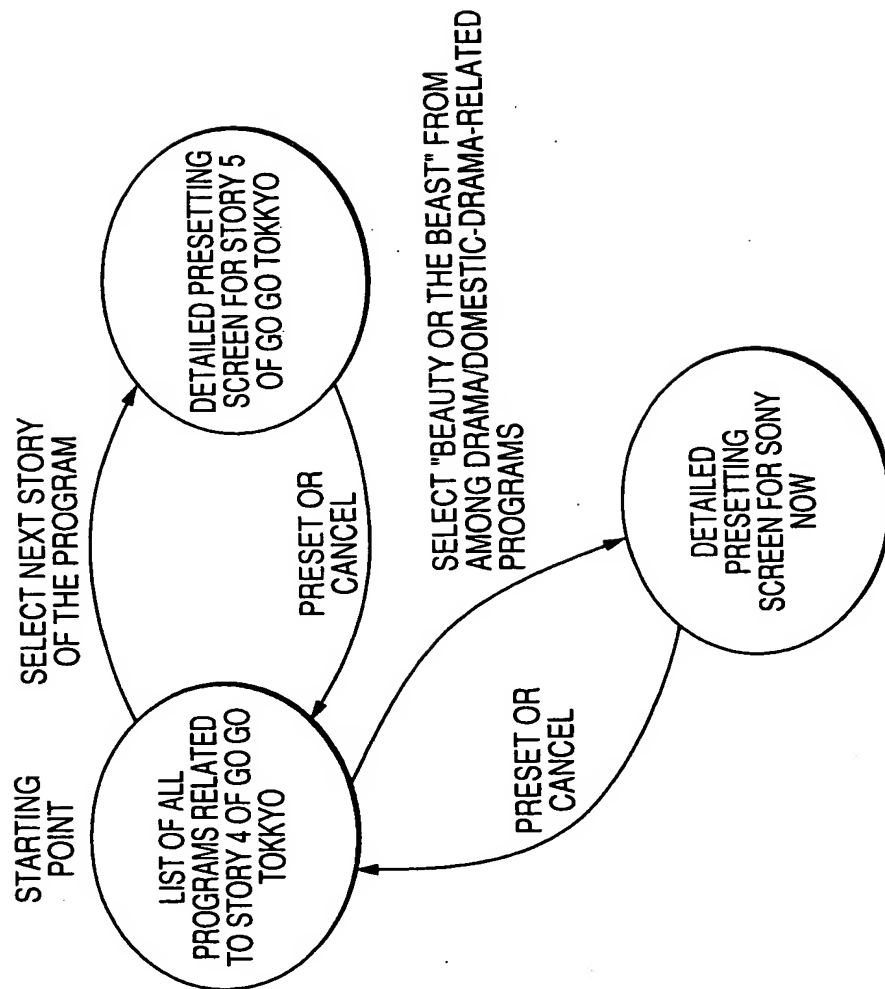 STARTING
POINT
LIST OF ALL
PROGRAMS RELATED
TO STORY 4 OF GO GO
TOKKYO
SELECT NEXT STORY
OF THE PROGRAM
DETAILED PRESETTING
SCREEN FOR STORY 5
OF GO GO TOKKYO
PRESET OR
CANCEL
SELECT "BEAUTY OR THE BEAST" FROM
AMONG DRAMA/DOMESTIC-DRAMA-RELATED
PROGRAMS
PRESET OR
CANCEL
DETAILED
PRESETTING
SCREEN FOR SONY
NOW